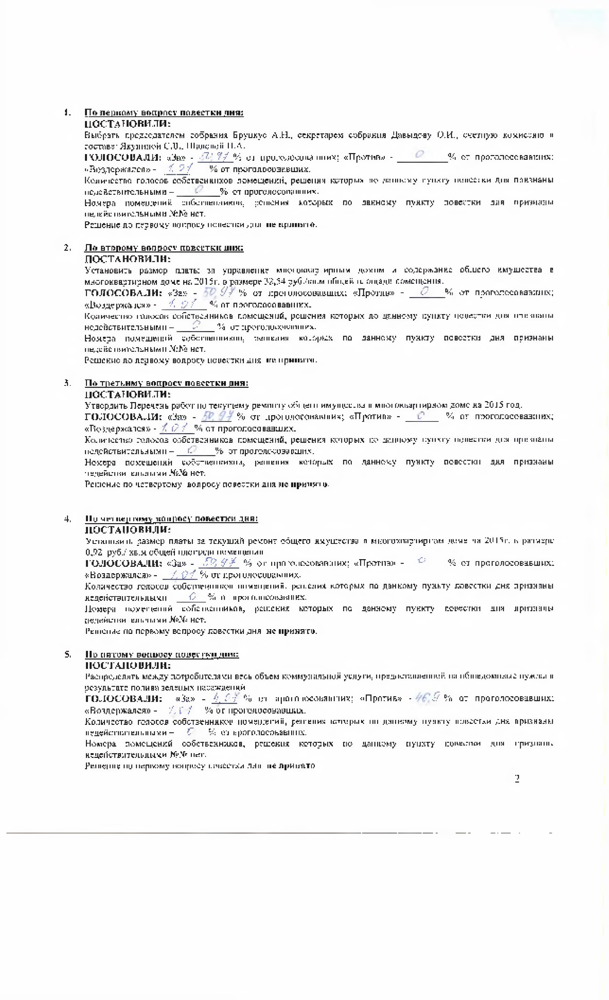 1. По первому вопросу повестки дня:
ПОСТАНОВИЛИ:
Выбрать председателем собрания Бруцкус А.Н., секретарем собрания Давыдову О.И., счетную комиссию в
составе: Якушиной С.В.,
ГОЛОСОВАЛИ: «За» - 50,97 % от проголосовавших; «Против» - 0 % от проголосовавших;
«Воздержался» - 1,01 % от проголосовавших.
Количество голосов собственников помещений, решения которых по данному пункту повестки дня признаны
недействительными – 0 % от проголосовавших.
Номера помещений собственников, решения которых по данному пункту повестки дня признаны
недействительными №№ нет.
Решение по первому вопросу повестки дня не принято.
2. По второму вопросу повестки дня:
ПОСТАНОВИЛИ:
Установить размер платы за управление многоквартирным домом и содержание общего имущества в
многоквартирном доме на 2015г. в размере 32,54 руб./кв.м общей площади помещения.
ГОЛОСОВАЛИ: «За» - 50,97 % от проголосовавших; «Против» - 0 % от проголосовавших;
«Воздержался» - 1,01 % от проголосовавших.
Количество голосов собственников помещений, решения которых по данному пункту повестки дня признаны
недействительными – 0 % от проголосовавших.
Номера помещений собственников, решения которых по данному пункту повестки дня признаны
недействительными №№ нет.
Решение по первому вопросу повестки дня не принято.
3. По третьему вопросу повестки дня:
ПОСТАНОВИЛИ:
Утвердить Перечень работ по текущему ремонту общего имущества в многоквартирном доме на 2015 год.
ГОЛОСОВАЛИ: «За» - 50,97 % от проголосовавших; «Против» - 0 % от проголосовавших;
«Воздержался» - 1,01 % от проголосовавших.
Количество голосов собственников помещений, решения которых по данному пункту повестки дня признаны
недействительными – 0 % от проголосовавших.
Номера помещений собственников, решения которых по данному пункту повестки дня признаны
недействительными №№ нет.
Решение по четвертому вопросу повестки дня не принято.
4. По четвертому вопросу повестки дня:
ПОСТАНОВИЛИ:
Установить размер платы за текущий ремонт общего имущества в многоквартирном доме на 2015г. в размере
0,92 руб./ кв.м общей площади помещения
ГОЛОСОВАЛИ: «За» - 50,97 % от проголосовавших; «Против» - 0 % от проголосовавших;
«Воздержался» - 1,01 % от проголосовавших.
Количество голосов собственников помещений, решения которых по данному пункту повестки дня признаны
недействительными 0 % от проголосовавших.
Номера помещений собственников, решения которых по данному пункту повестки дня признаны
недействительными №№ нет.
Решение по первому вопросу повестки дня не принято.
5. По пятому вопросу повестки дня:
ПОСТАНОВИЛИ:
Распределять между потребителями весь объем коммунальной услуги, предоставленной на общедомовые нужды в
результате полива зеленых насаждений
ГОЛОСОВАЛИ: «За» - 4,07 % от проголосовавших; «Против» - 46,9 % от проголосовавших;
«Воздержался» - 1,01 % от проголосовавших.
Количество голосов собственников помещений, решения которых по данному пункту повестки дня признаны
недействительными – 0 % от проголосовавших.
Номера помещений собственников, решения которых по данному пункту повестки дня признаны
недействительными №№ нет.
Решение по первому вопросу повестки дня не принято
2